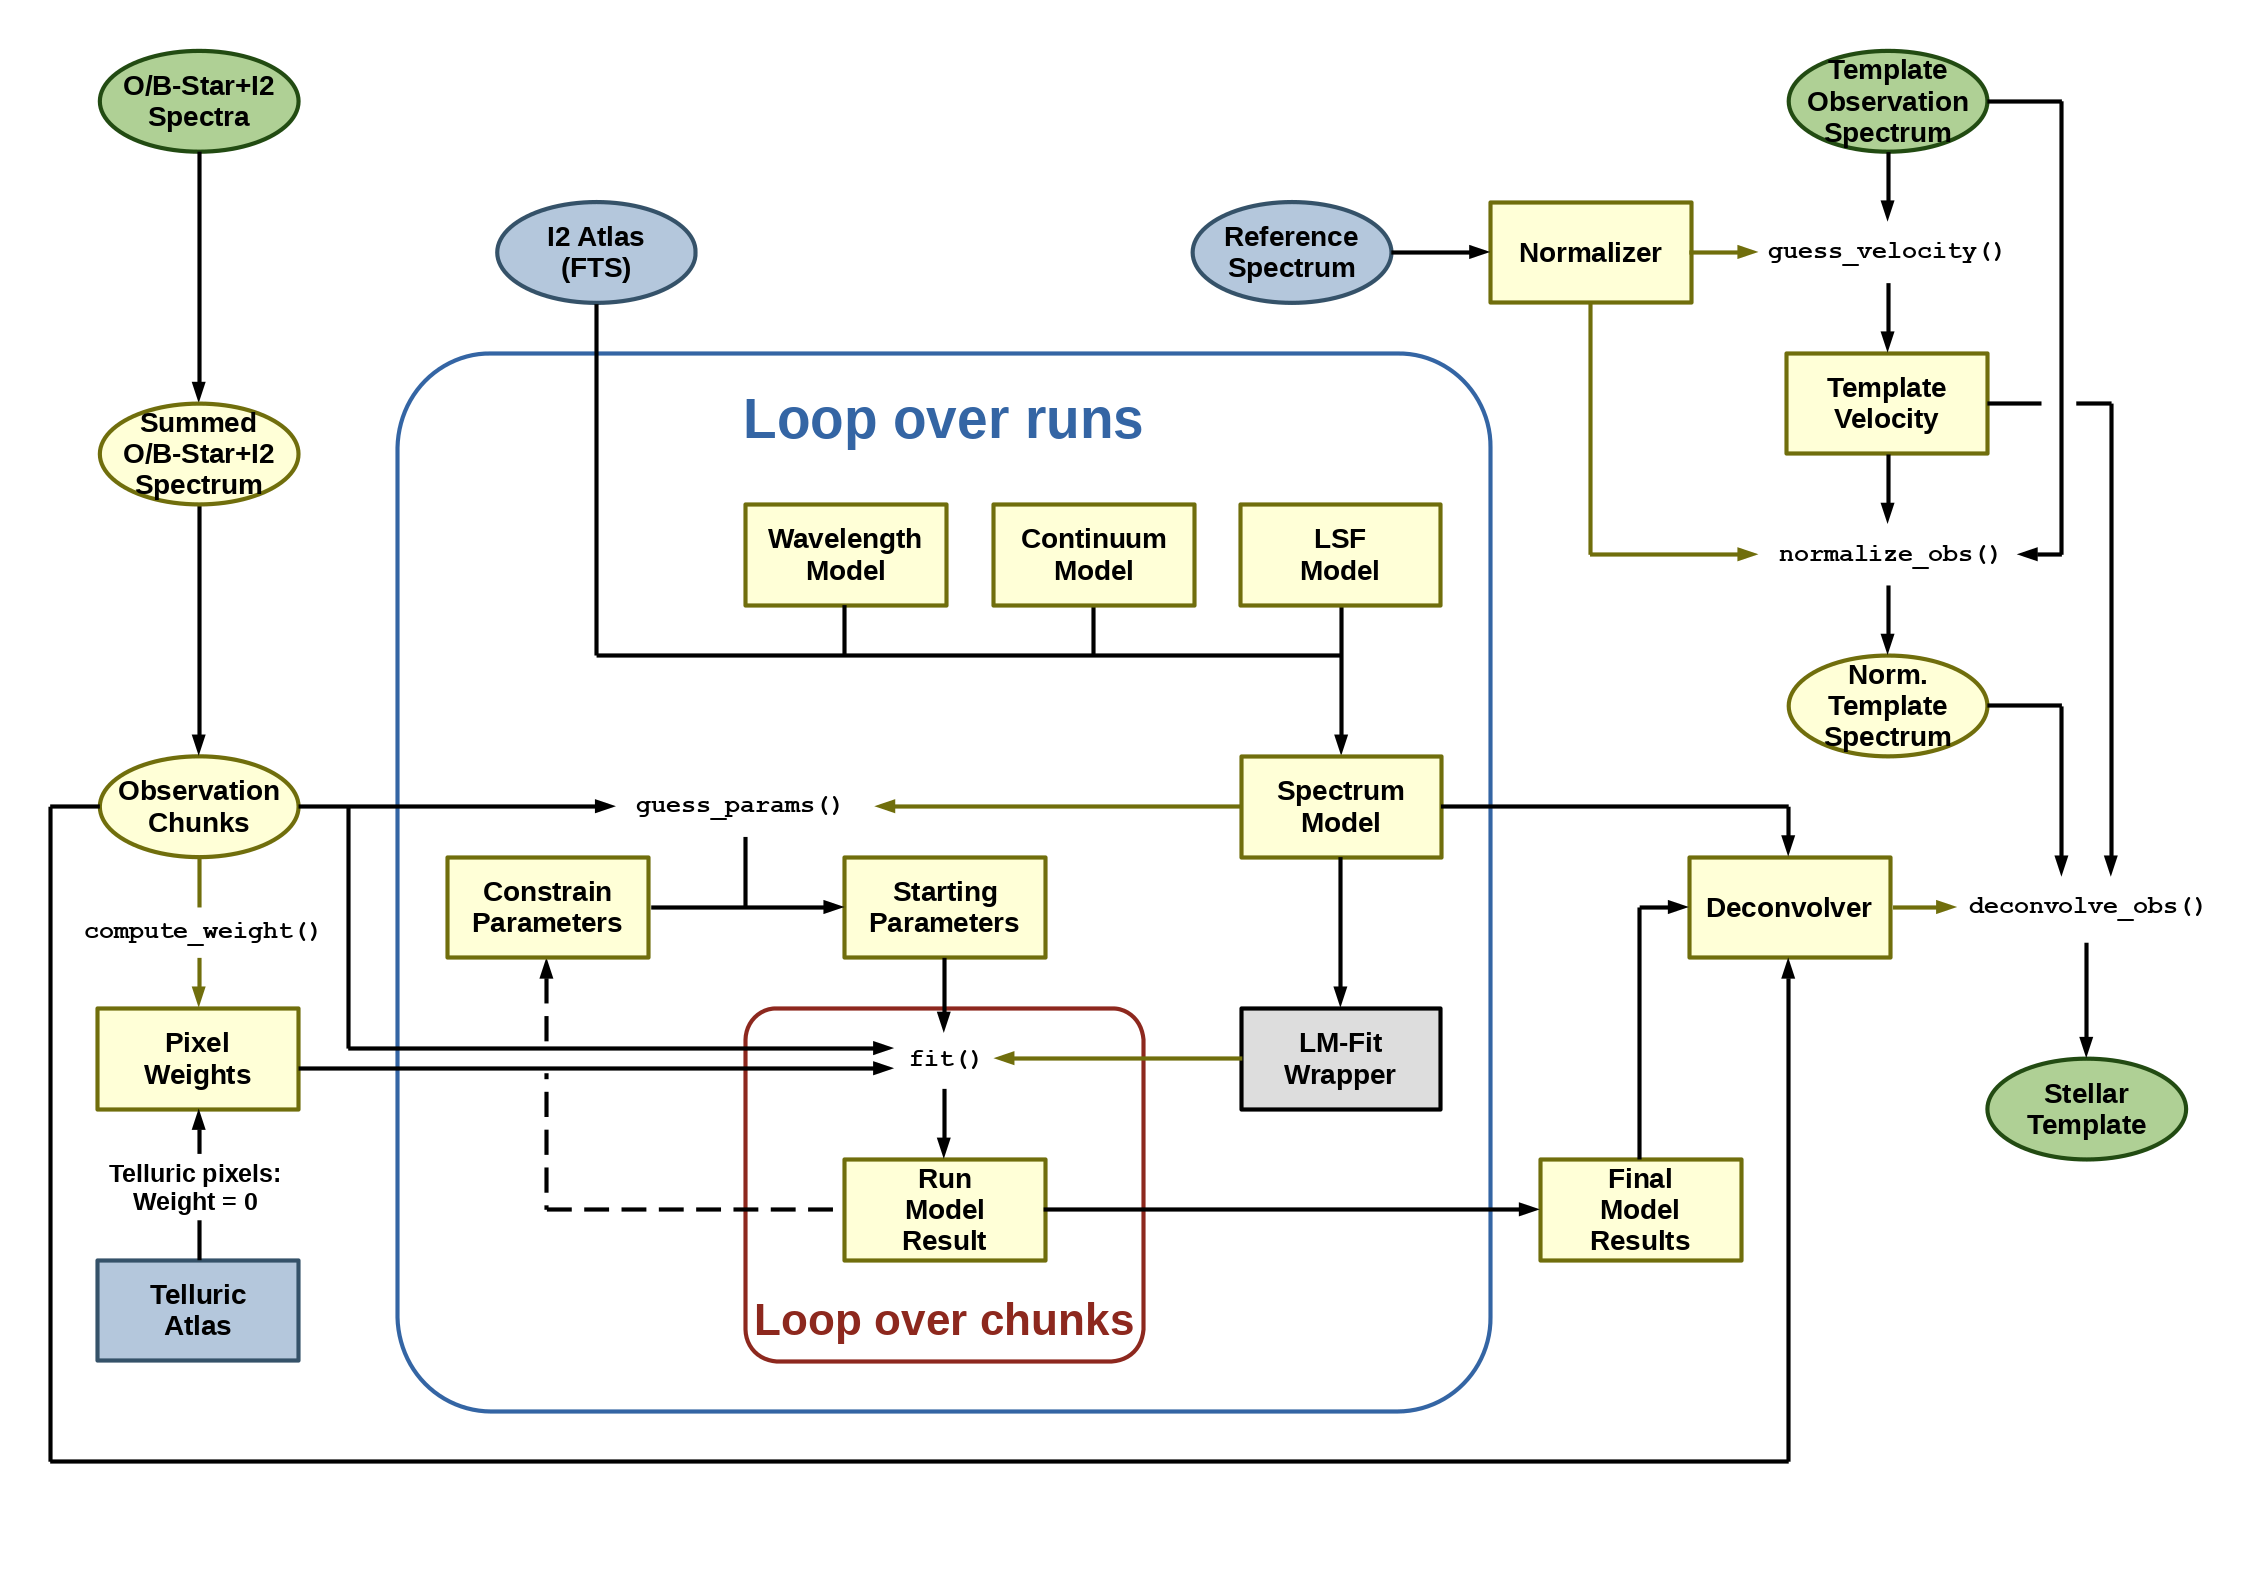 O/B-Star+I2
Spectra
Template
Observation
Spectrum
I2 Atlas
(FTS)
Reference
Spectrum
Normalizer
guess_velocity()
Loop over runs
Template
Velocity
Summed
O/B-Star+I2
Spectrum
Wavelength
Model
Continuum
Model
LSF
Model
normalize_obs()
Norm.
Template
Spectrum
Observation
Chunks
guess_params()
Spectrum
Model
Constrain
Parameters
Starting
Parameters
Deconvolver
deconvolve_obs()
compute_weight()
Pixel
Weights
fit()
LM-Fit
Wrapper
Stellar
Template
Telluric pixels:
Weight = 0
Run
Model
Result
Final
Model
Results
Telluric
Atlas
Loop over chunks